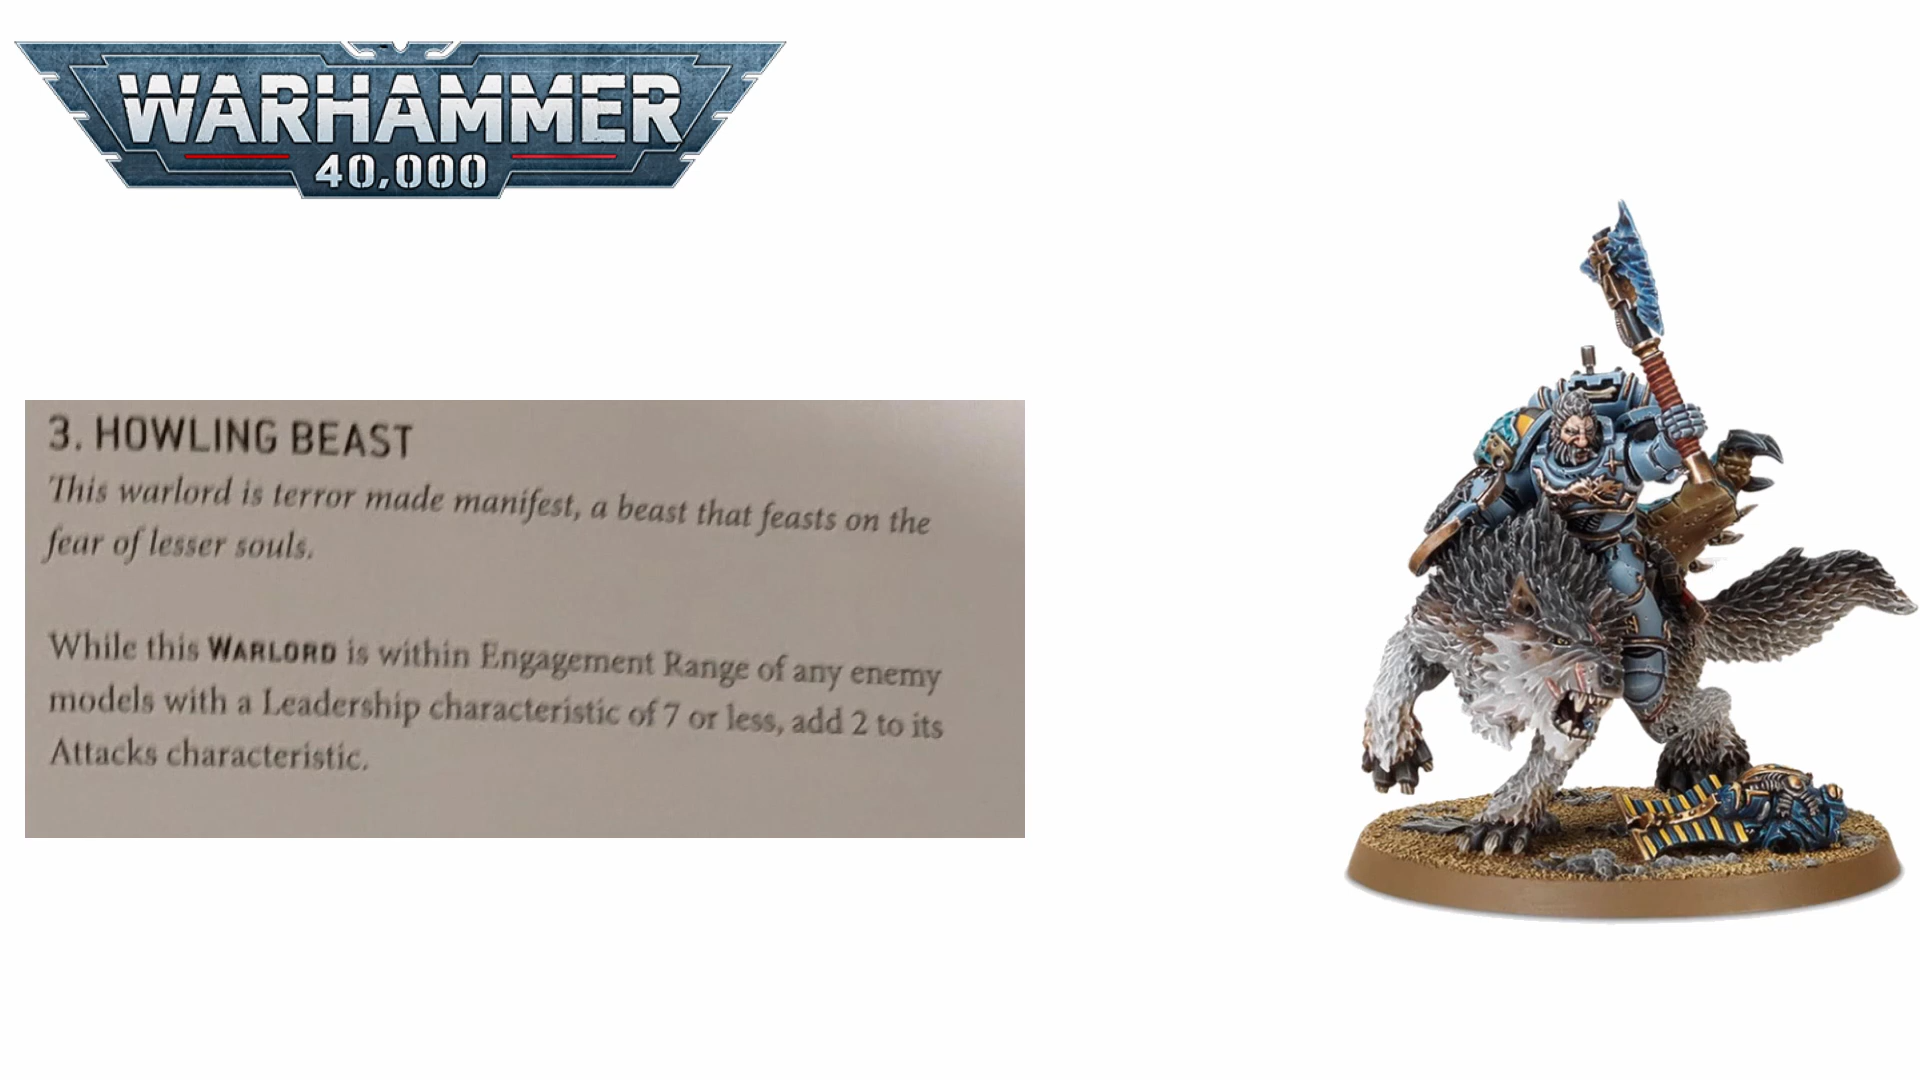 WARHAMMER
40,000
3. HOWLING BEAST
This warlord is terror made manifest, a beast that feasts on the
fear of lesser souls.
While this WARLORD is within Engagement Range of any enemy
models with a Leadership characteristic of 7 or less, add 2 to its
Attacks characteristic.